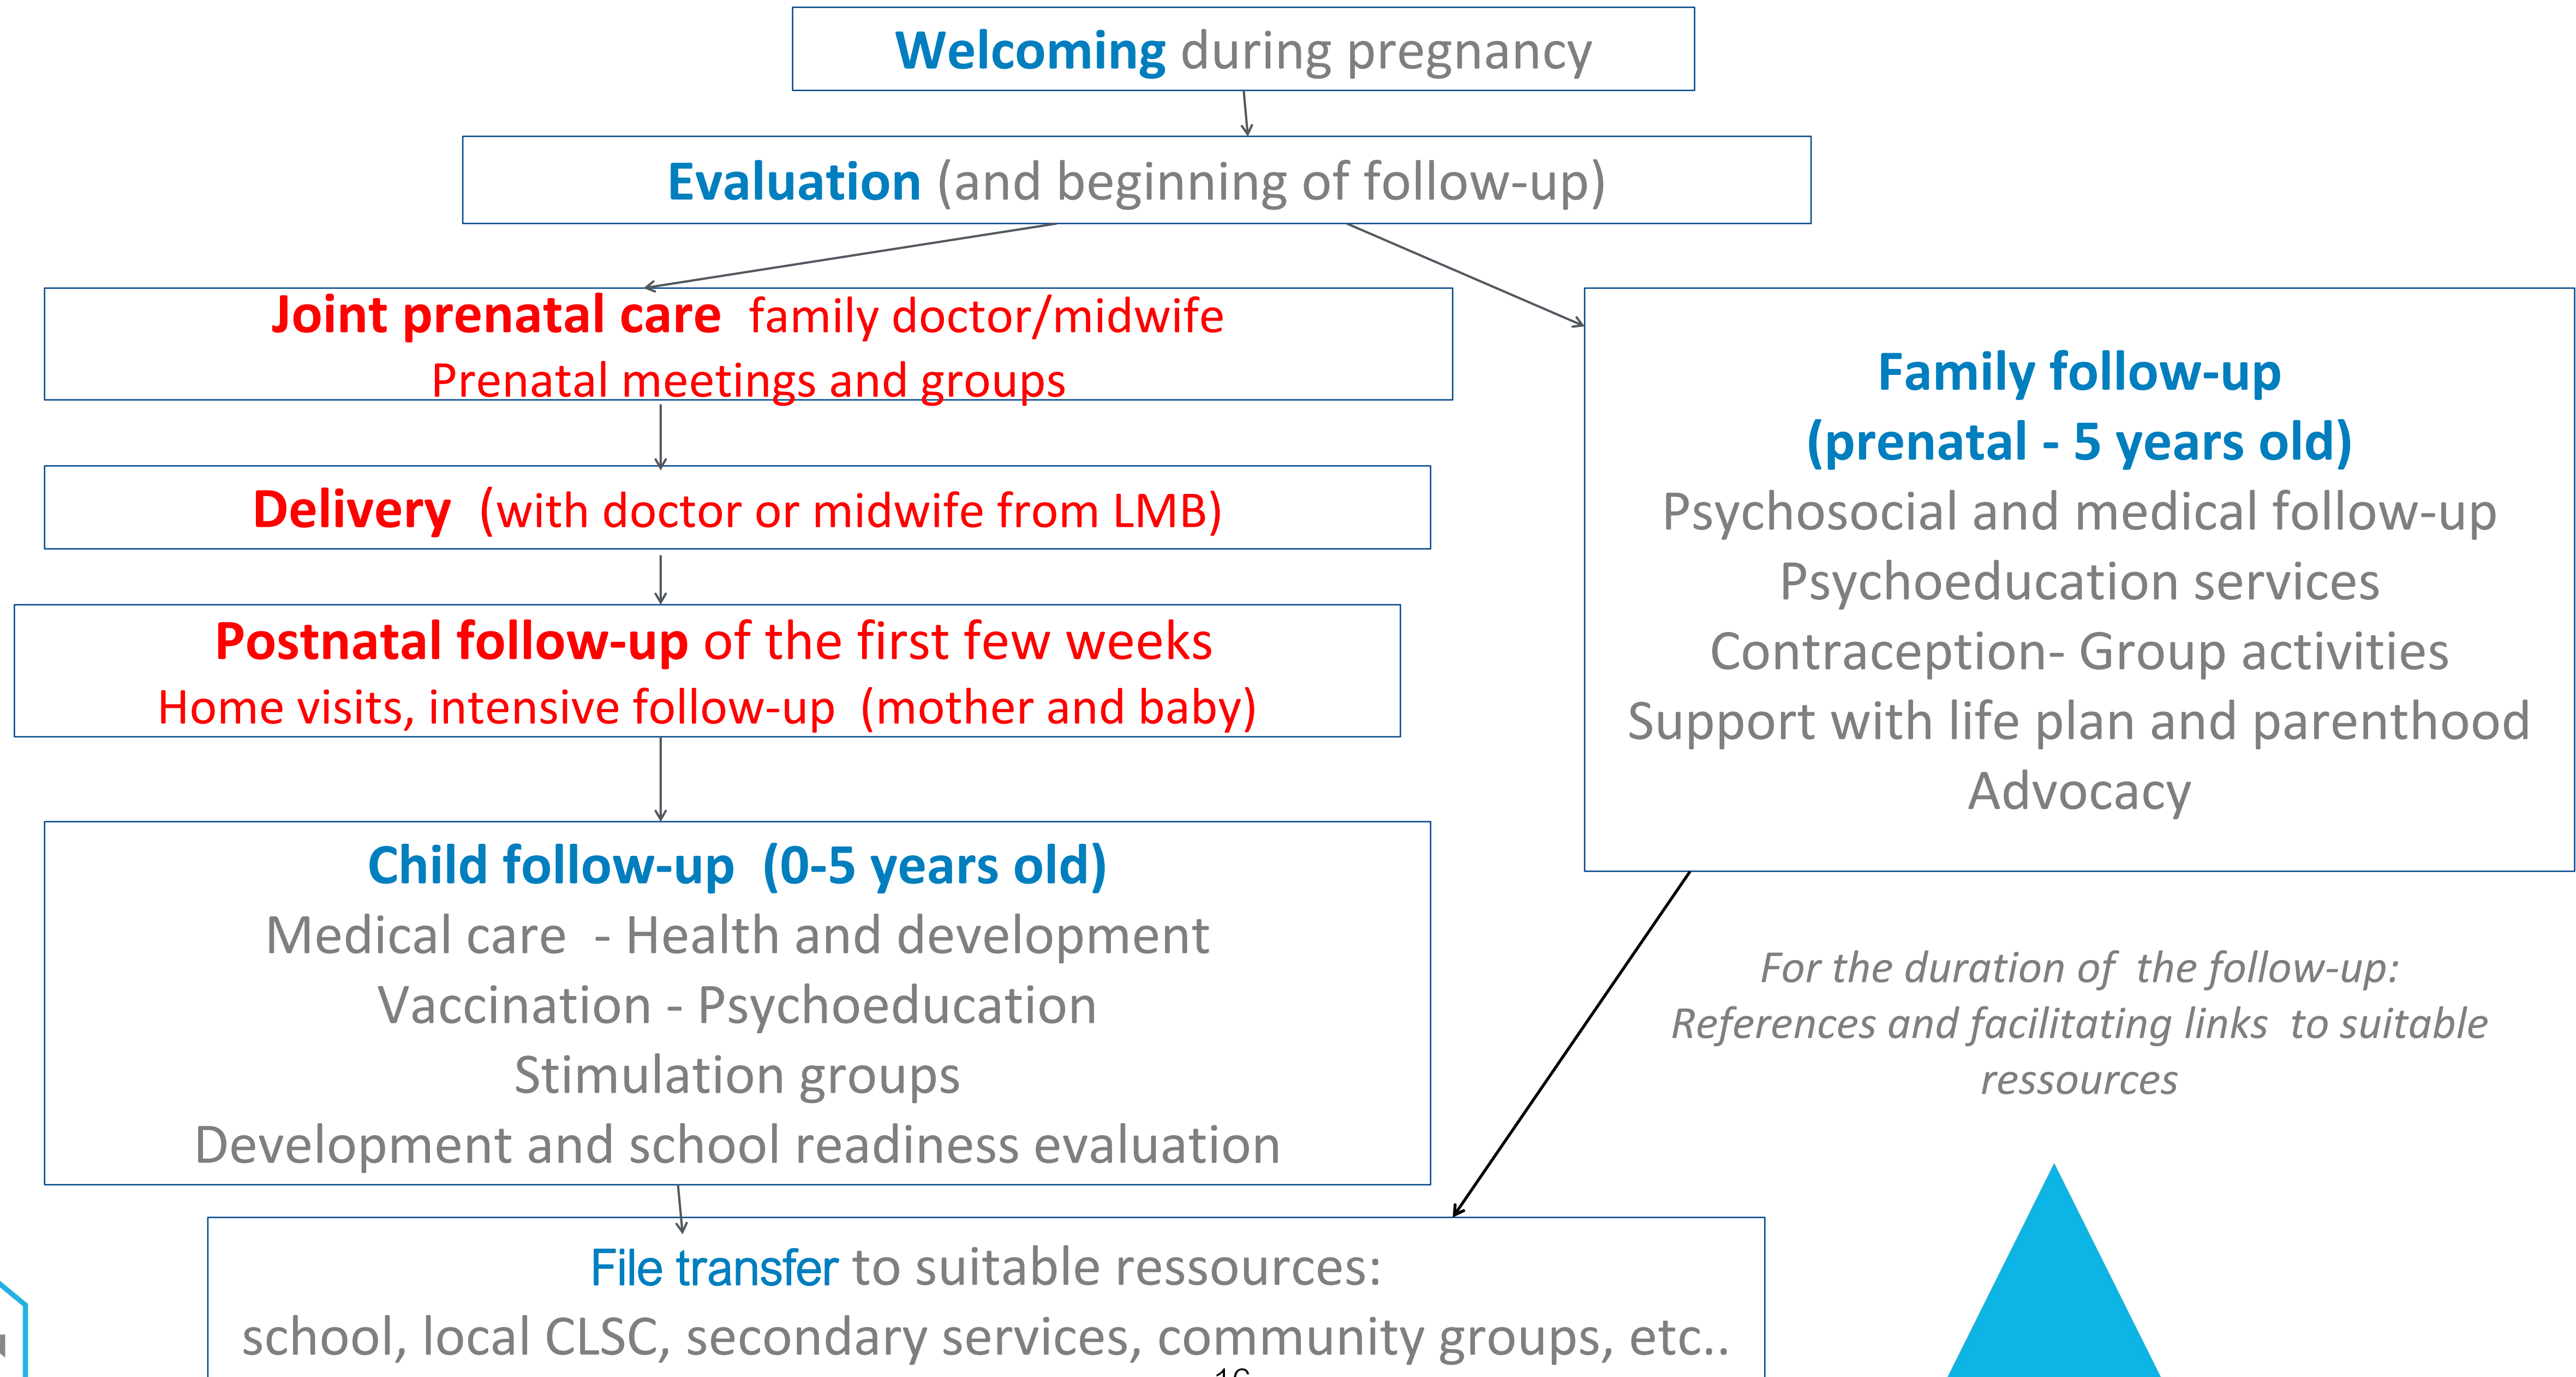 Welcoming during pregnancy
Evaluation (and beginning of follow-up)
Joint prenatal care family doctor/midwife
Prenatal meetings and groups
Delivery (with doctor or midwife from LMB)
Postnatal follow-up of the first few weeks
Home visits, intensive follow-up (mother and baby)
Child follow-up (0-5 years old)
Medical care - Health and development
Vaccination - Psychoeducation
Stimulation groups
Development and school readiness evaluation
Family follow-up
(prenatal - 5 years old)
Psychosocial and medical follow-up
Psychoeducation services
Contraception- Group activities
Support with life plan and parenthood
Advocacy
For the duration of the follow-up:
References and facilitating links to suitable
ressources
File transfer to suitable ressources:
school, local CLSC, secondary services, community groups, etc..